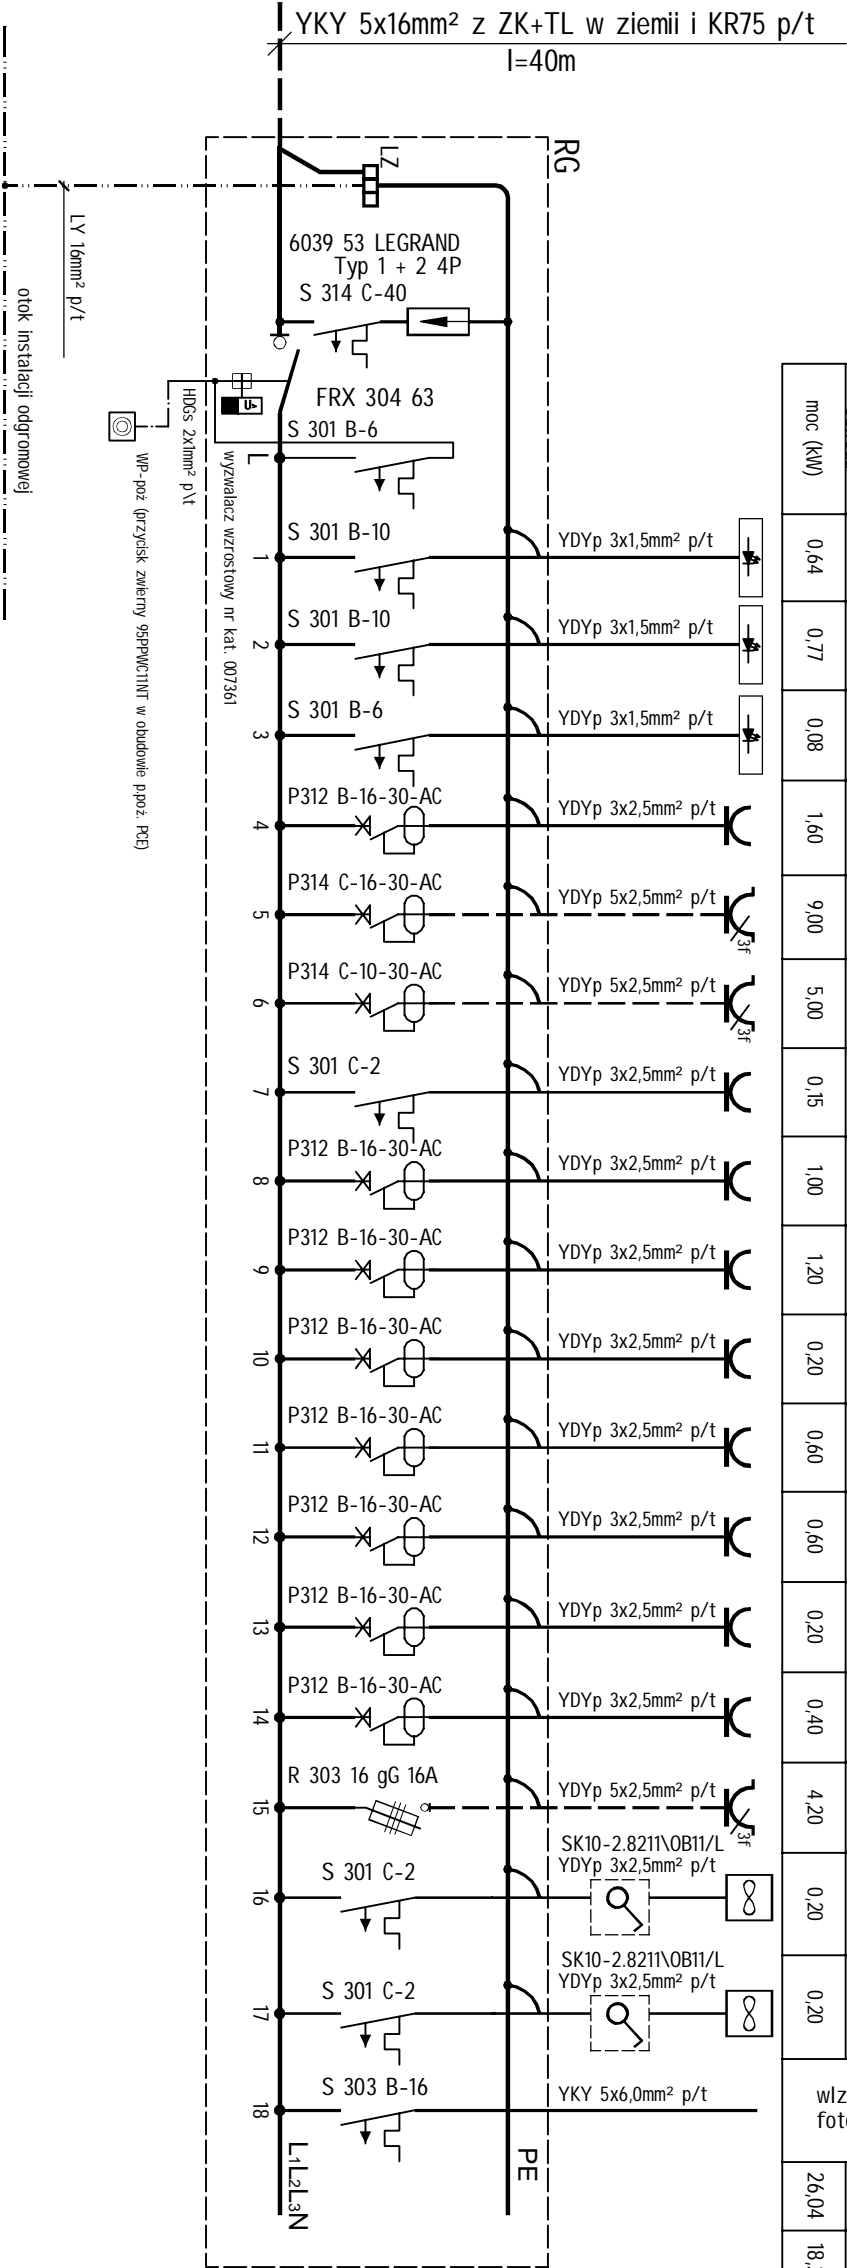 YKY 5x16mm² z ZK+TL w ziemii i KR75 p/t
l=40m
RG
LZ
LY 16mm² p/t
otok instalacji odgromowej
6039 53 LEGRAND
Typ 1 + 2 4P
S 314 C-40
FRX 304 63
U>
HDGs 2x1mm² p\t
WP-poż (przycisk zwierny 95PPWC11NT w obudowie p.poż. PCE)
wyzwalacz wzrostowy nr kat. 007361
moc (kW)
L
S 301 B-6
1
S 301 B-10
YDYp 3x1,5mm² p/t
0,64
2
S 301 B-10
YDYp 3x1,5mm² p/t
0,77
3
S 301 B-6
YDYp 3x1,5mm² p/t
0,08
4
P312 B-16-30-AC
YDYp 3x2,5mm² p/t
1,60
5
P314 C-16-30-AC
YDYp 5x2,5mm² p/t
3f
9,00
6
P314 C-10-30-AC
YDYp 5x2,5mm² p/t
3f
5,00
7
S 301 C-2
YDYp 3x2,5mm² p/t
0,15
8
P312 B-16-30-AC
YDYp 3x2,5mm² p/t
1,00
9
P312 B-16-30-AC
YDYp 3x2,5mm² p/t
1,20
10
P312 B-16-30-AC
YDYp 3x2,5mm² p/t
0,20
11
P312 B-16-30-AC
YDYp 3x2,5mm² p/t
0,60
12
P312 B-16-30-AC
YDYp 3x2,5mm² p/t
0,60
13
P312 B-16-30-AC
YDYp 3x2,5mm² p/t
0,20
14
P312 B-16-30-AC
YDYp 3x2,5mm² p/t
0,40
15
R 303 16 gG 16A
YDYp 5x2,5mm² p/t
3f
4,20
16
S 301 C-2
SK10-2.8211\OB11/L
YDYp 3x2,5mm² p/t
0,20
17
S 301 C-2
SK10-2.8211\OB11/L
YDYp 3x2,5mm² p/t
0,20
18
S 303 B-16
YKY 5x6,0mm² p/t
wlz
L1L2L3N
PE
26,04